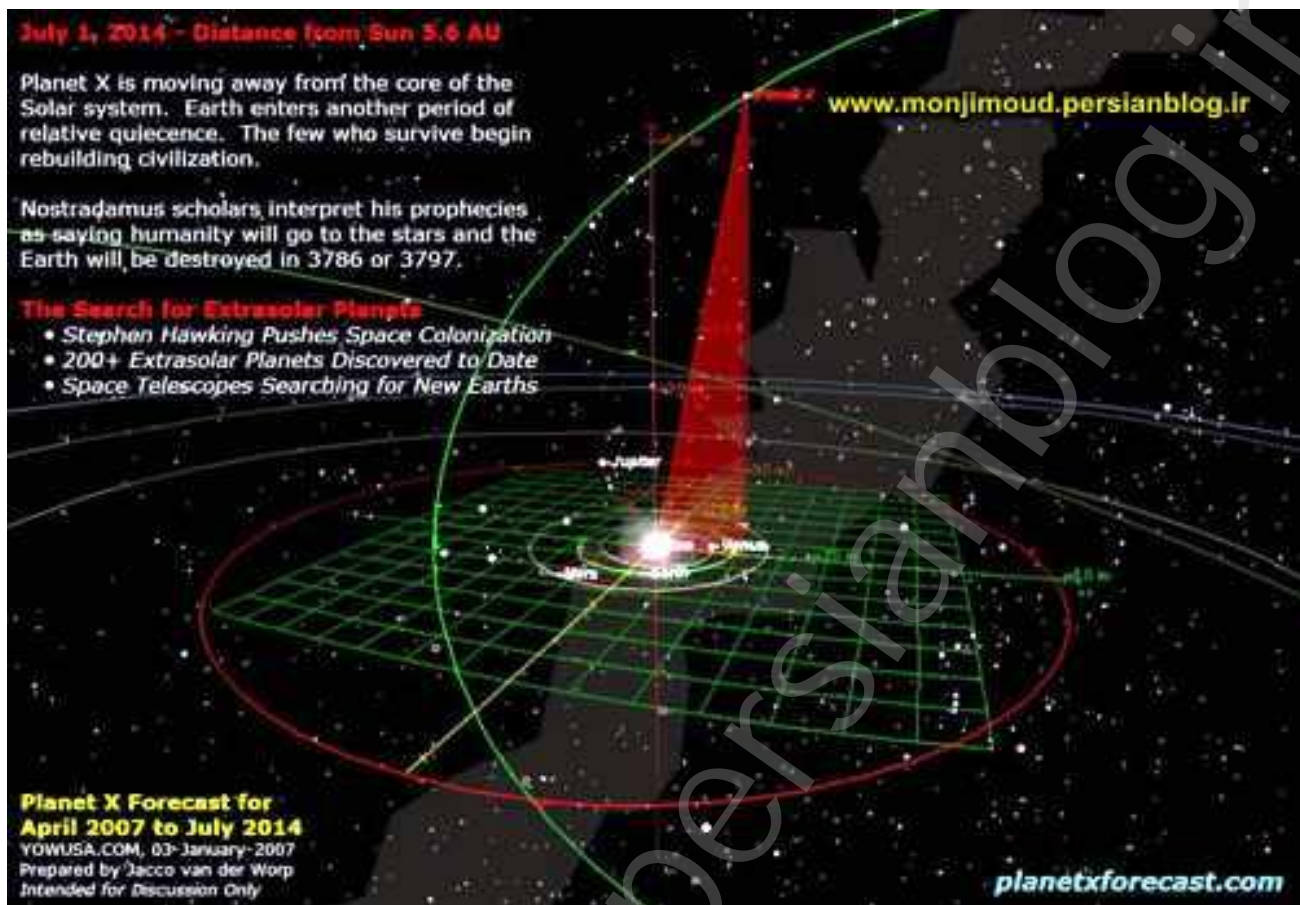 July 1, 2014 - Distance from Sun 5.6 AU
www.monjimoud.persianblog.ir
Planet X is moving away from the core of the
Solar system. Earth enters another period of
relative quiecence. The few who survive begin
rebuilding civilization.
Nostradamus scholars interpret his prophecies
as saying humanity will go to the stars and the
Earth will be destroyed in 3786 or 3797.
The Search for Extrasolar Planets
• Stephen Hawking Pushes Space Colonization
• 200+ Extrasolar Planets Discovered to Date
• Space Telescopes Searching for New Earths
Jupiter
Venus
Mars
Earth
Planet X Forecast for
April 2007 to July 2014
YOWUSA.COM, 03-January-2007
Prepared by Jacco van der Worp
Intended for Discussion Only
planetxforecast.com
persianblog.ir